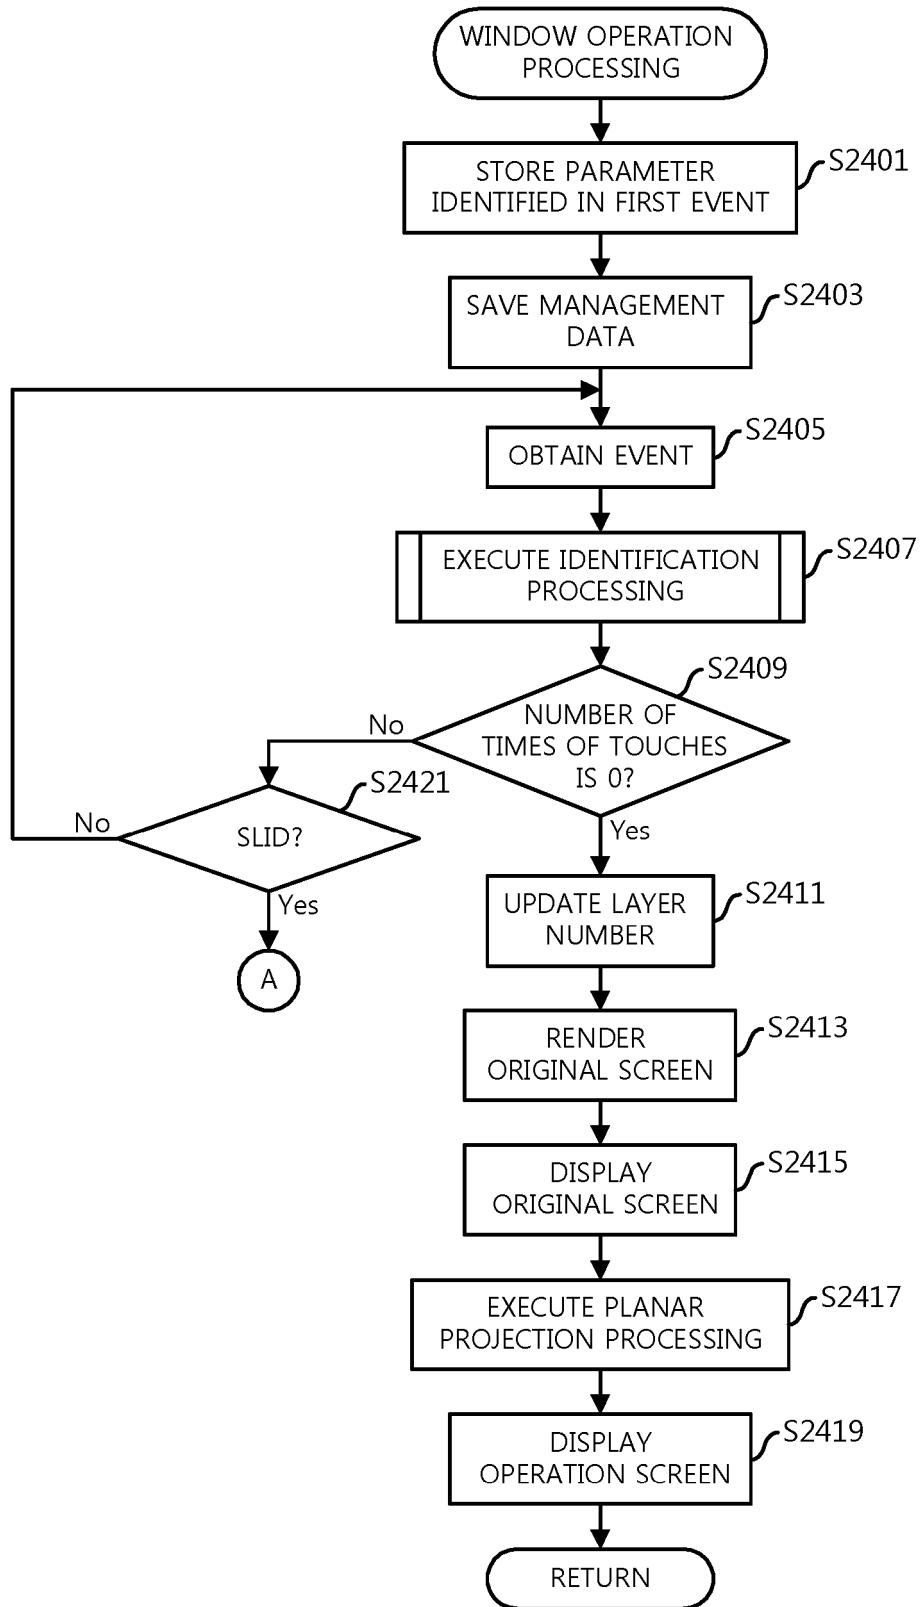 WINDOW OPERATION
PROCESSING
S2401
STORE PARAMETER
IDENTIFIED IN FIRST EVENT
S2403
SAVE MANAGEMENT
DATA
S2405
OBTAIN EVENT
S2407
EXECUTE IDENTIFICATION
PROCESSING
S2409
NUMBER OF
TIMES OF TOUCHES
IS 0?
No
S2421
SLID?
No
Yes
A
Yes
S2411
UPDATE LAYER
NUMBER
S2413
RENDER
ORIGINAL SCREEN
S2415
DISPLAY
ORIGINAL SCREEN
S2417
EXECUTE PLANAR
PROJECTION PROCESSING
S2419
DISPLAY
OPERATION SCREEN
RETURN